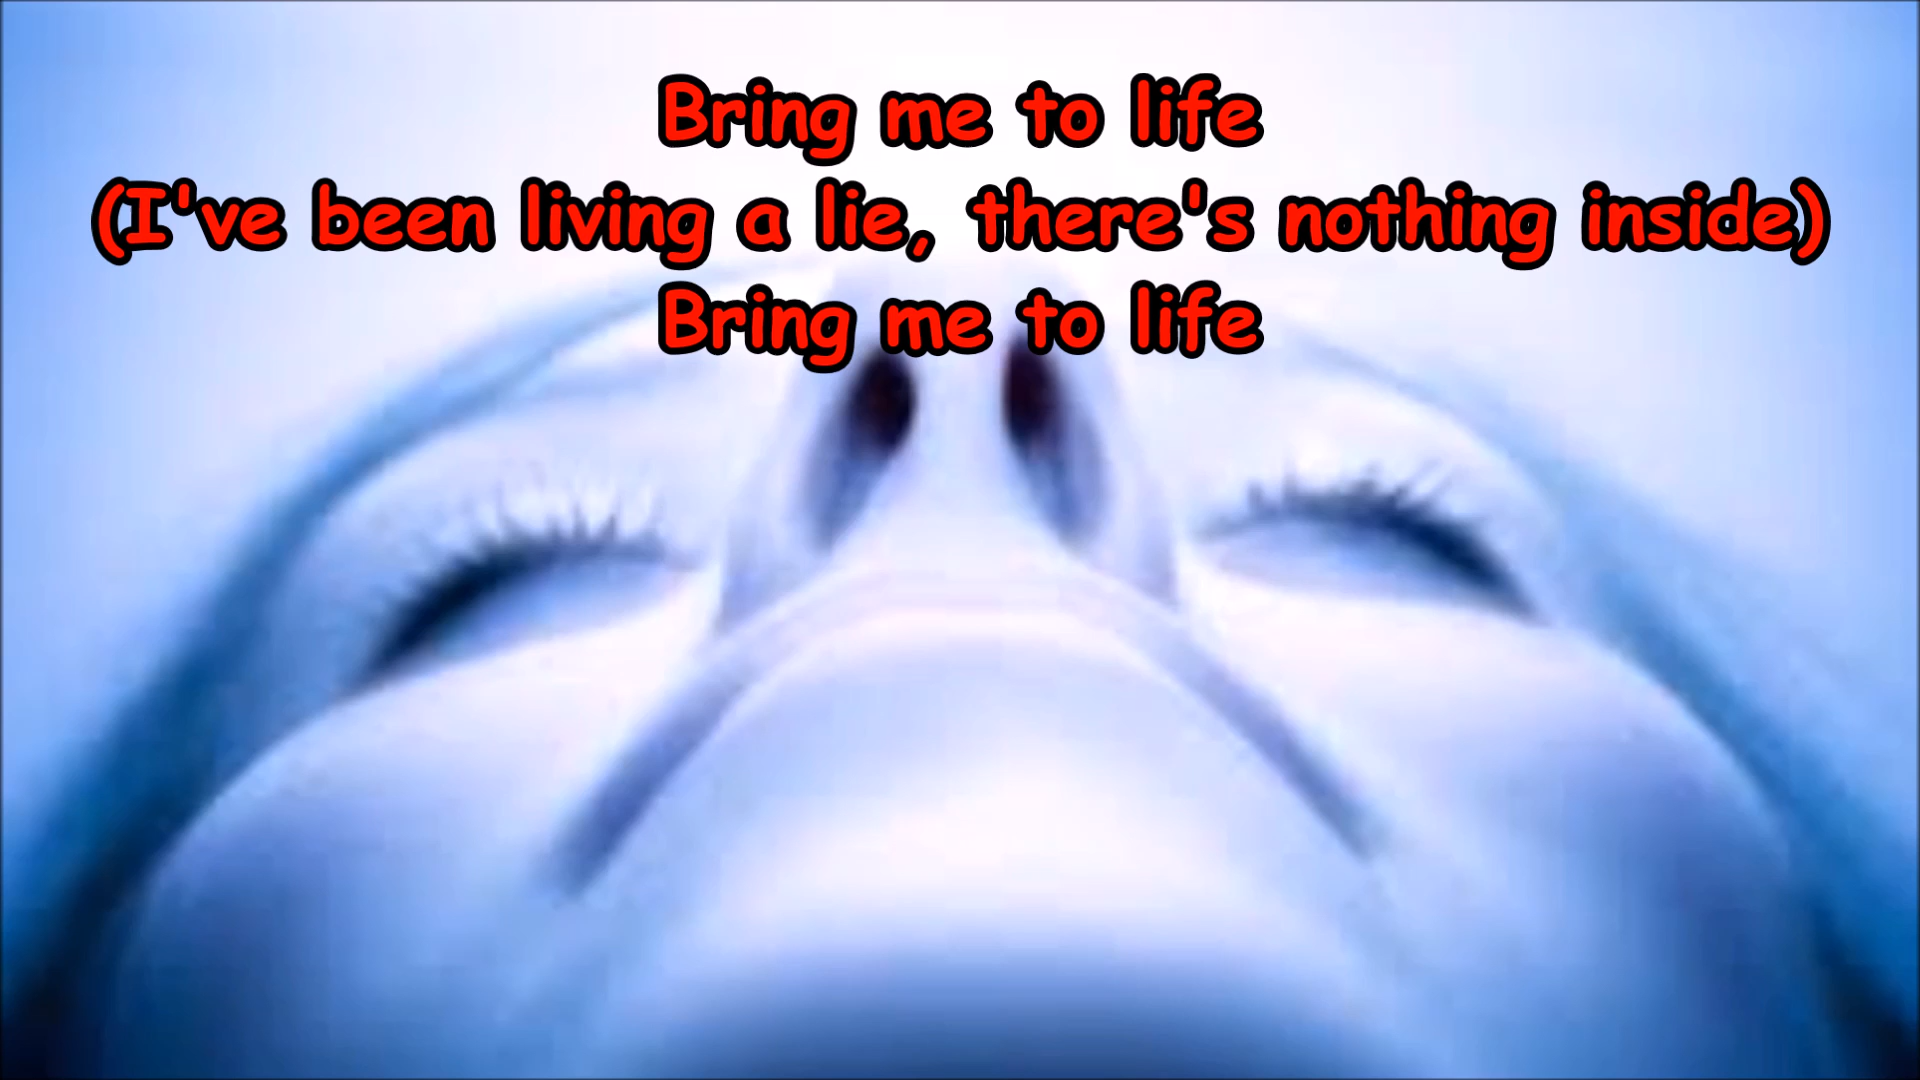 Bring me to life
(I've been living a lie, there's nothing inside)
Bring me to life